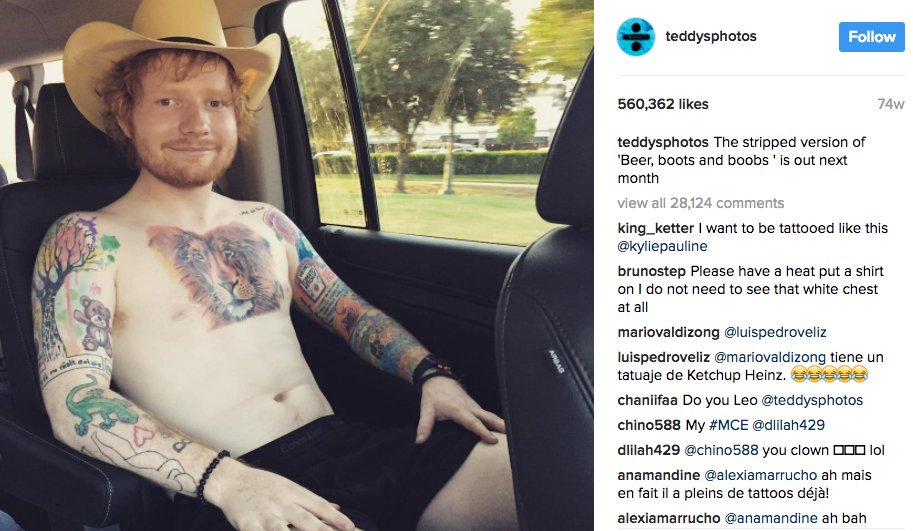 teddysphotos
Follow
560,362 likes
74w
teddysphotos The stripped version of
'Beer, boots and boobs ' is out next
month
view all 28,124 comments
king_ketter I want to be tattooed like this
@kyliepauline
brunostep Please have a heat put a shirt
on I do not need to see that white chest
at all
mariovaldizong @luispedroveliz
luispedroveliz @mariovaldizong tiene un
tatuaje de Ketchup Heinz. 😂😂😂😂😂
chaniifaa Do you Leo @teddysphotos
chino588 My #MCE @dlilah429
dlilah429 @chino588 you clown □□□ lol
anamandine @alexiamarrucho ah mais
en fait il a pleins de tattoos déjà!
alexiamarrucho @anamandine ah bah
AIRBAG